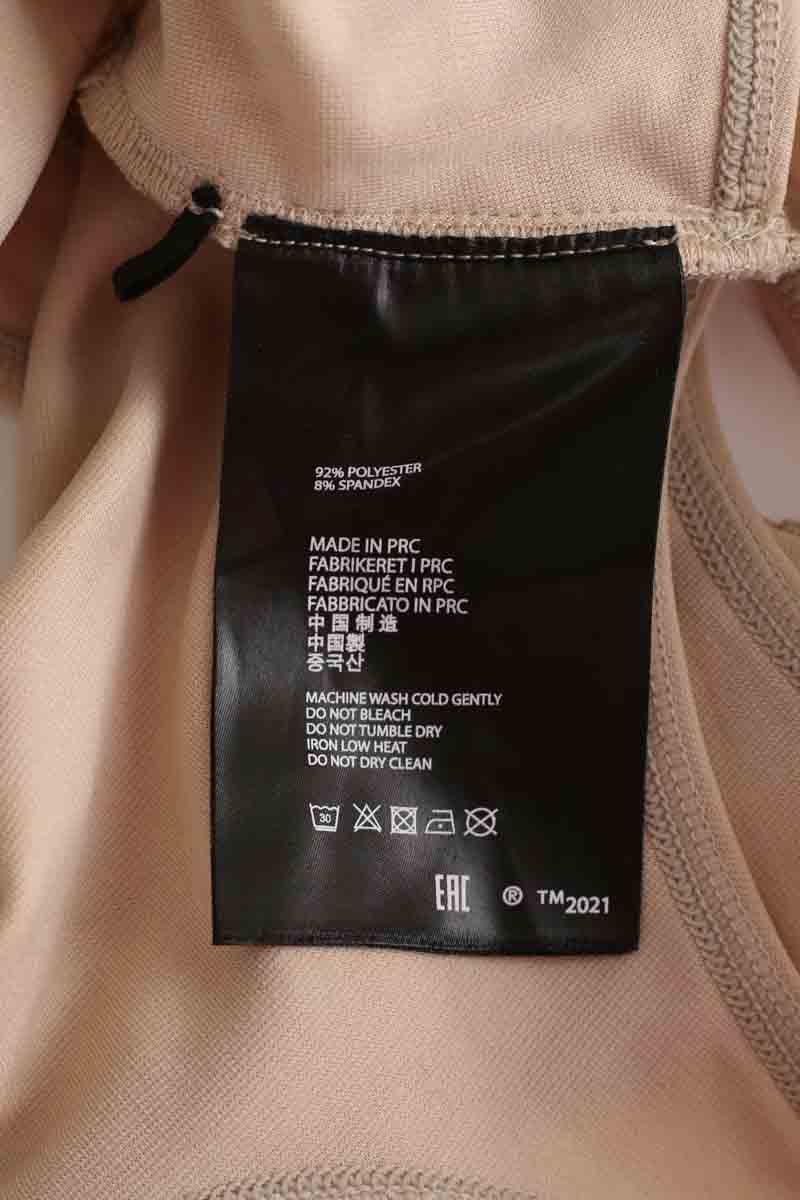 92% POLYESTER
8% SPANDEX
MADE IN PRC
FABRIKERET I PRC
FABRIQUÉ EN RPC
FABBRICATO IN PRC
中国制造
中国製
중국산
MACHINE WASH COLD GENTLY
DO NOT BLEACH
DO NOT TUMBLE DRY
IRON LOW HEAT
DO NOT DRY CLEAN
30
EAC ® TM2021